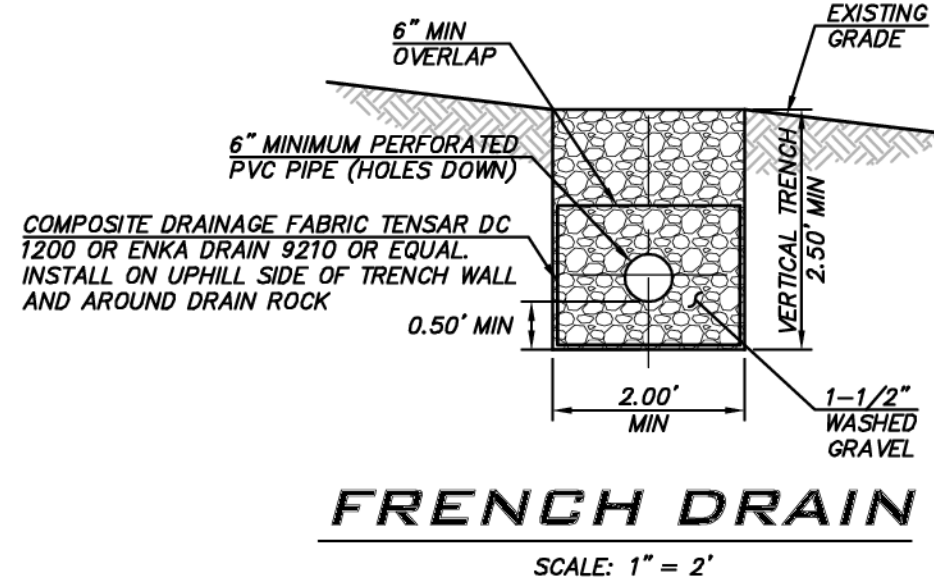 EXISTING
GRADE
6" MIN
OVERLAP
6" MINIMUM PERFORATED
PVC PIPE (HOLES DOWN)
COMPOSITE DRAINAGE FABRIC TENSAR DC
1200 OR ENKA DRAIN 9210 OR EQUAL.
INSTALL ON UPHILL SIDE OF TRENCH WALL
AND AROUND DRAIN ROCK
0.50' MIN
VERTICAL TRENCH
2.50' MIN
2.00'
MIN
1-1/2"
WASHED
GRAVEL
FRENCH DRAIN
SCALE: 1" = 2'